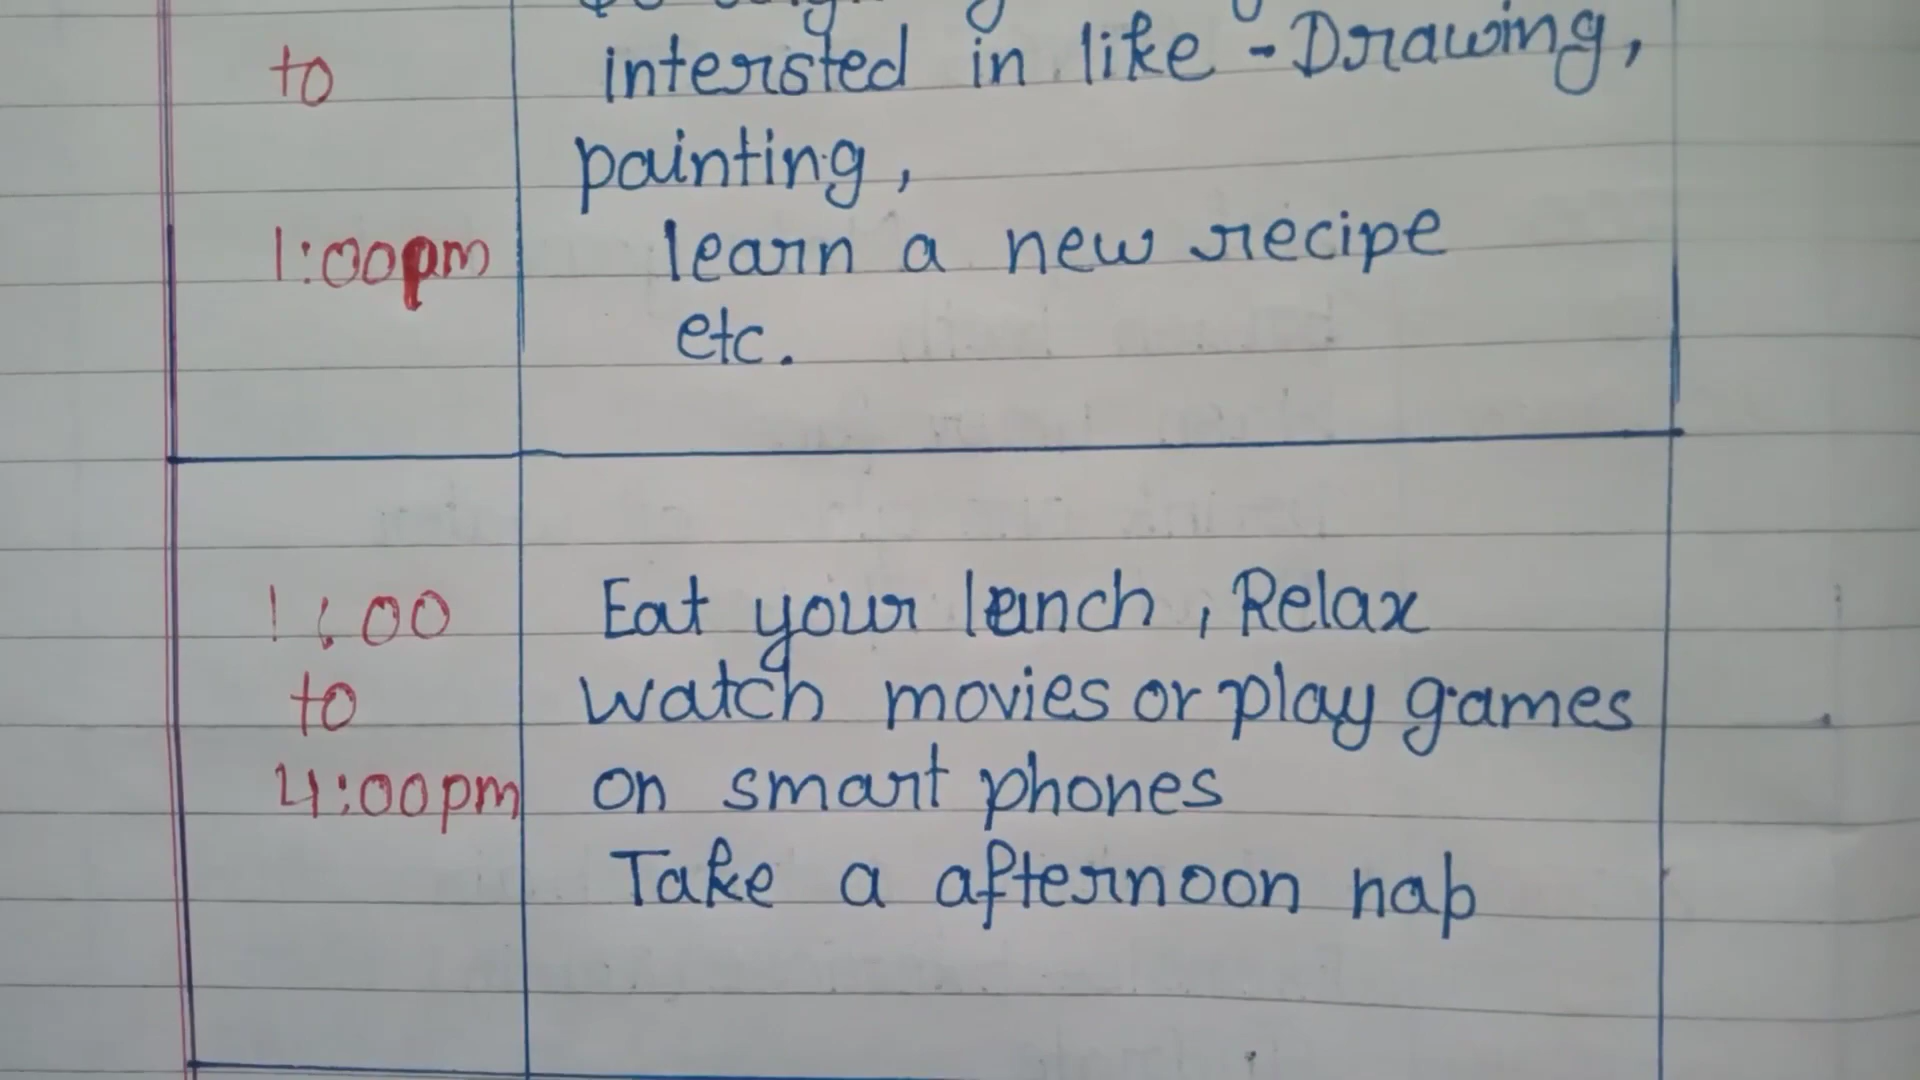 to
intersted in like - Drawing,
painting,
1:00pm
learn a new recipe
etc.
1:00
Eat your lunch, Relax
to
watch movies or play games
4:00pm
on smart phones
Take a afternoon nap